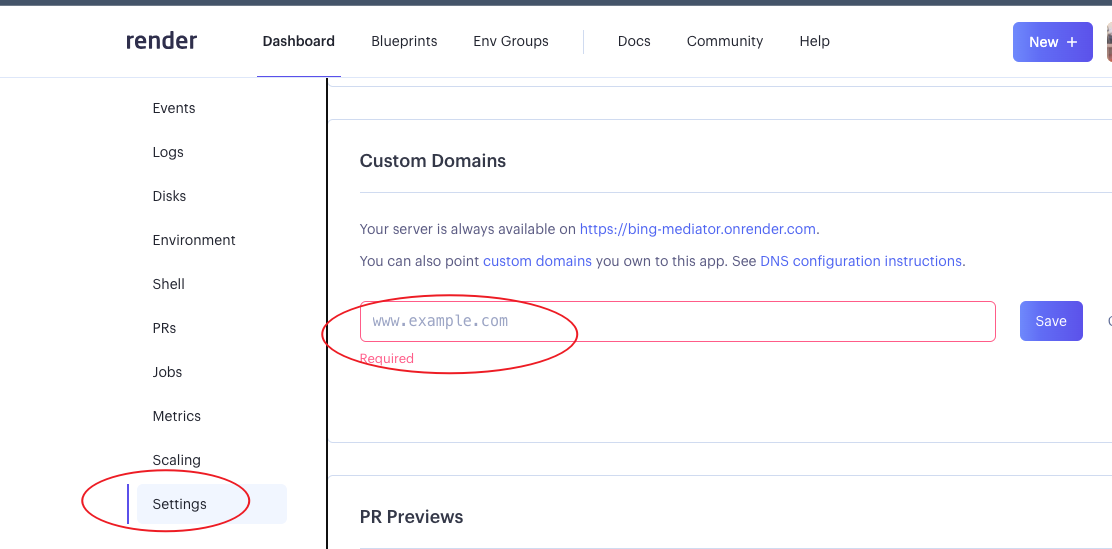 render
Dashboard
Blueprints
Env Groups
Docs
Community
Help
New +
Events
Logs
Disks
Environment
Shell
PRs
Jobs
Metrics
Scaling
Settings
Custom Domains
Your server is always available on https://bing-mediator.onrender.com.
You can also point custom domains you own to this app. See DNS configuration instructions.
www.example.com
Save
Required
PR Previews